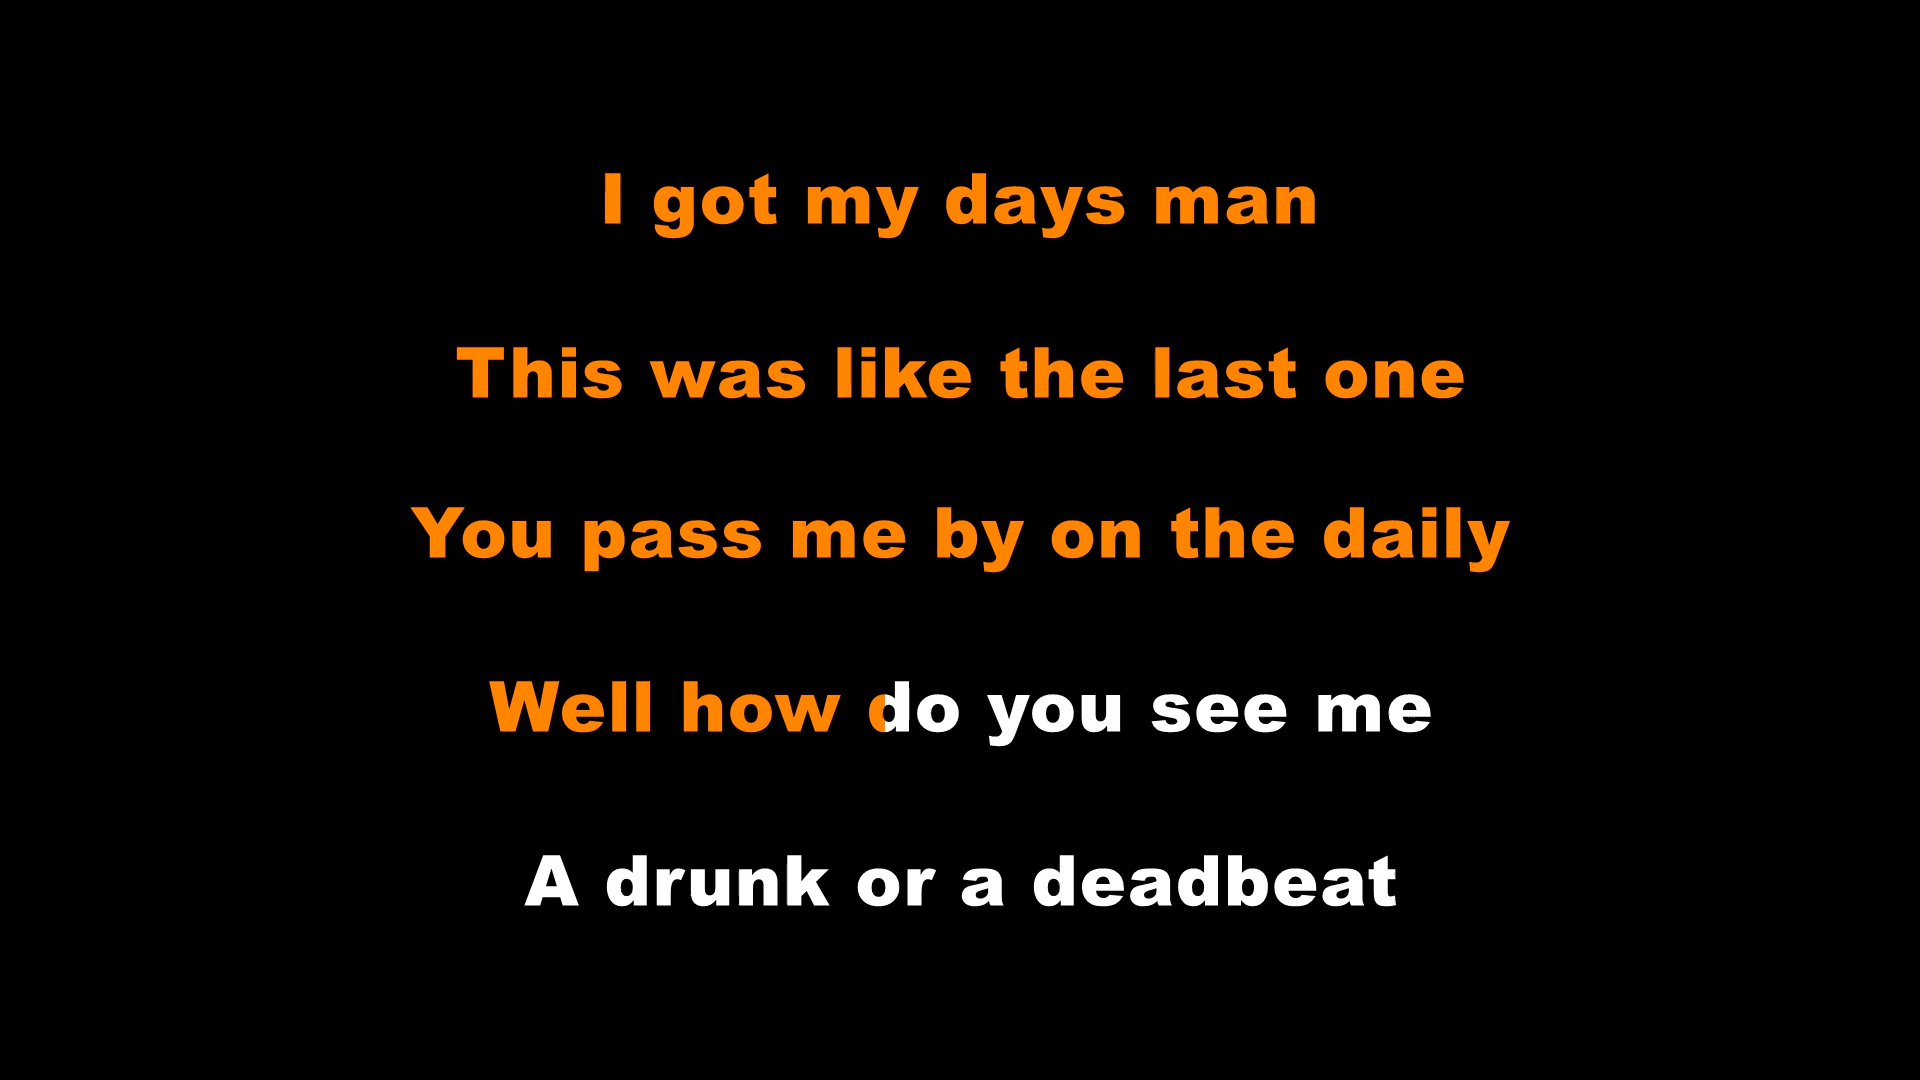 I got my days man
This was like the last one
You pass me by on the daily
Well how do you see me
A drunk or a deadbeat